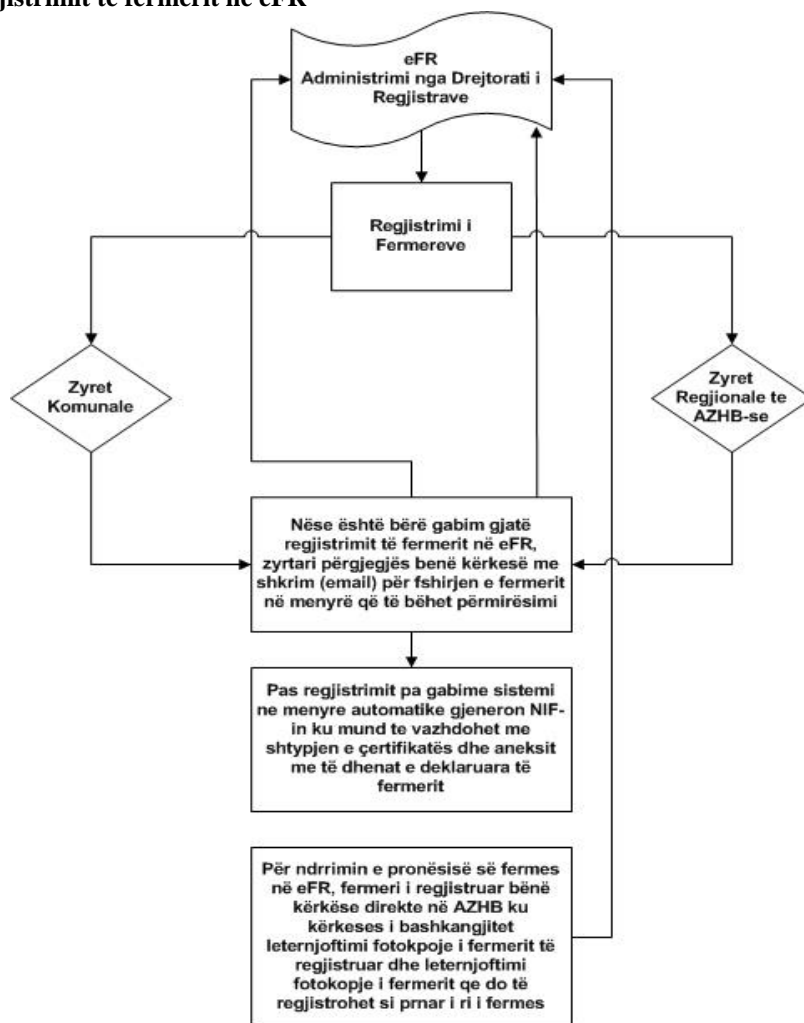 jistrimit të fermerit në eFR
eFR
Administrimi nga Drejtorati i
Regjistrave
Regjistrimi i
Fermereve
Zyret
Komunale
Zyret
Regjionale te
AZHB-se
Nëse është bërë gabim gjatë
regjistrimit të fermerit në eFR,
zyrtari përgjegjës benë kërkesë me
shkrim (email) për fshirjen e fermerit
në menyrë që të bëhet përmirësimi
Pas regjistrimit pa gabime sistemi
ne menyre automatike gjeneron NIF-
in ku mund te vazhdohet me
shtypjen e çertifikatës dhe aneksit
me të dhenat e deklaruara të
fermerit
Për ndrrimin e pronësisë së fermes
në eFR, fermeri i regjistruar bënë
kërkëse direkte në AZHB ku
kërkeses i bashkangjitet
leternjoftimi fotokpoje i fermerit të
regjistruar dhe leternjoftimi
fotokopje i fermerit qe do të
regjistrohet si prnar i ri i fermes